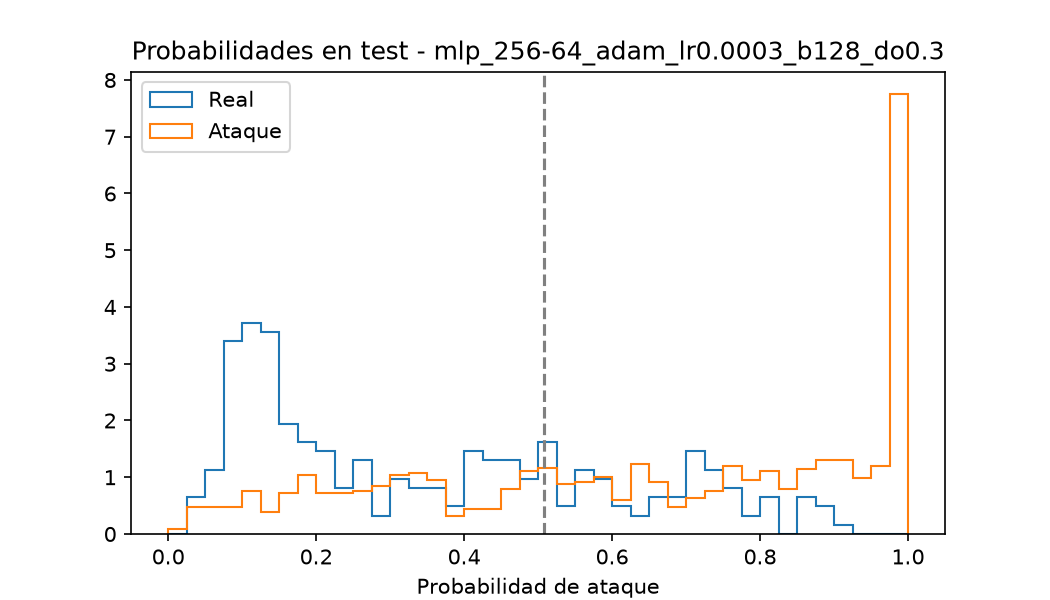 Probabilidades en test - mlp_256-64_adam_lr0.0003_b128_do0.3
Real
Ataque
8
7
6
5
4
3
2
1
0
0.0 0.2 0.4 0.6 0.8 1.0
Probabilidad de ataque